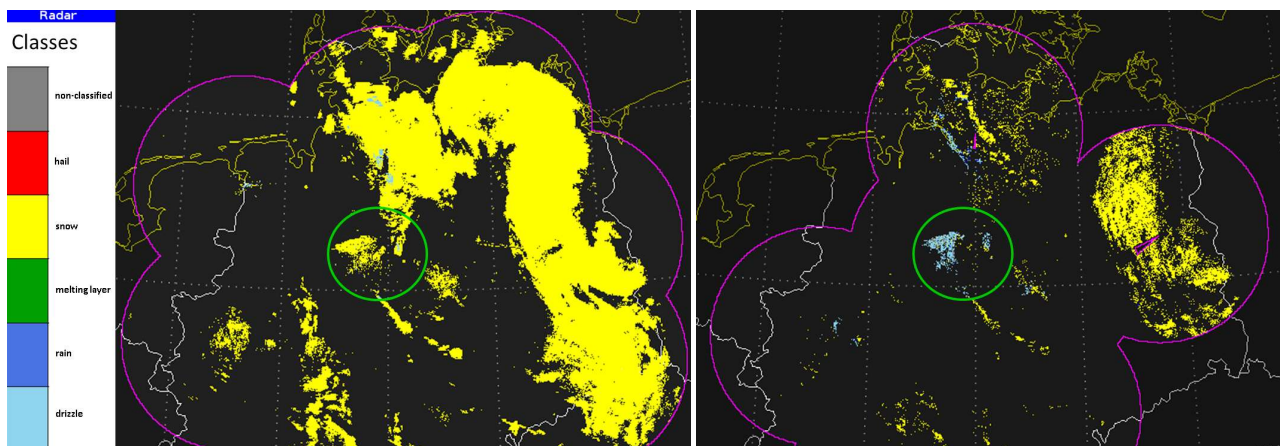 Radar
Classes
non-classified
hail
snow
melting layer
rain
drizzle